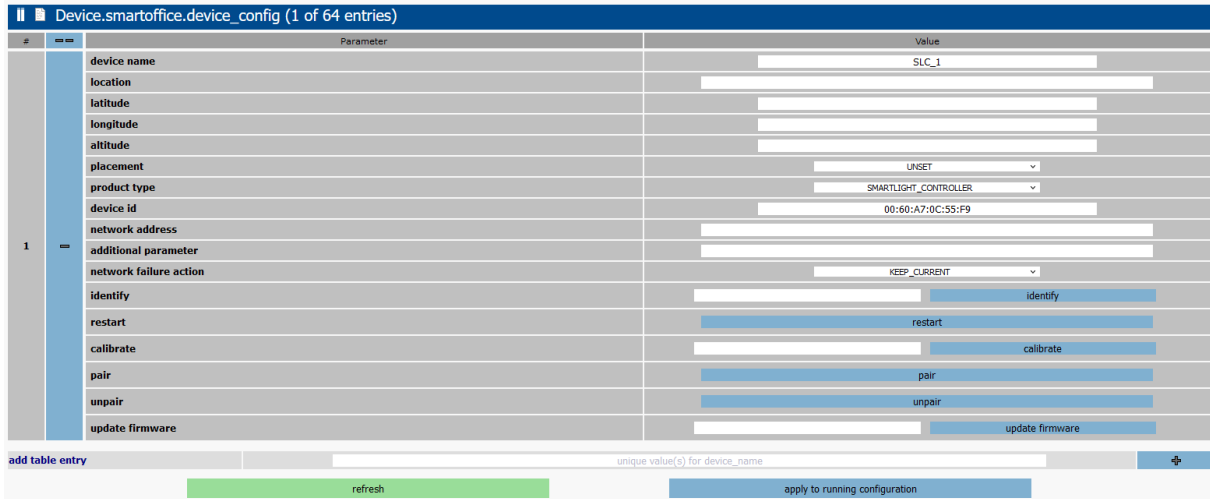 Device.smartoffice.device_config (1 of 64 entries)
# Parameter Value
device name SLC_1
location
latitude
longitude
altitude
placement UNSET
product type SMARTLIGHT_CONTROLLER
device id 00:60:A7:0C:55:F9
network address
1 additional parameter
network failure action KEEP_CURRENT
identify identify
restart restart
calibrate calibrate
pair pair
unpair unpair
update firmware update firmware
add table entry unique value(s) for device_name
refresh apply to running configuration